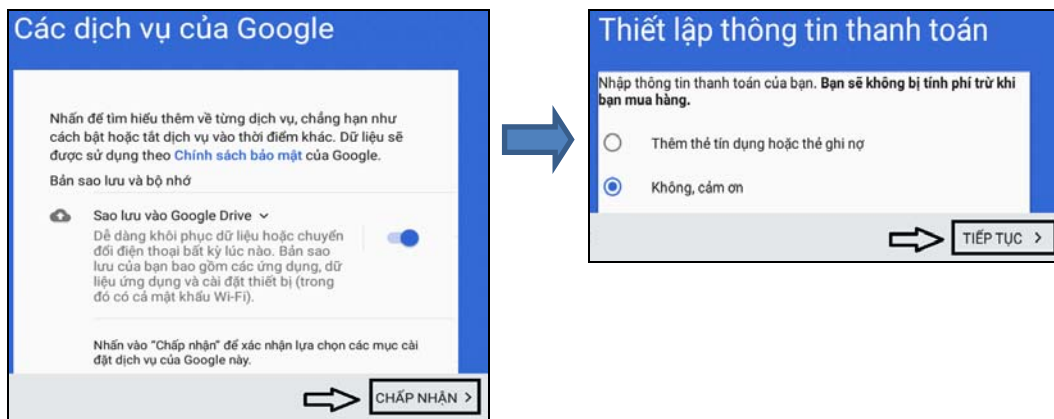 Các dịch vụ của Google
Nhấn để tìm hiểu thêm về từng dịch vụ, chẳng hạn như
cách bật hoặc tắt dịch vụ vào thời điểm khác. Dữ liệu sẽ
được sử dụng theo Chính sách bảo mật của Google.
Bản sao lưu và bộ nhớ
Sao lưu vào Google Drive
Dễ dàng khôi phục dữ liệu hoặc chuyển
đổi điện thoại bất kỳ lúc nào. Bản sao
lưu của bạn bao gồm các ứng dụng, dữ
liệu ứng dụng và cài đặt thiết bị (trong
đó có cả mật khẩu Wi-Fi).
Nhấn vào "Chấp nhận" để xác nhận lựa chọn các mục cài
đặt dịch vụ của Google này.
CHẤP NHẬN >
Thiết lập thông tin thanh toán
Nhập thông tin thanh toán của bạn. Bạn sẽ không bị tính phí trừ khi
bạn mua hàng.
Thêm thẻ tín dụng hoặc thẻ ghi nợ
Không, cảm ơn
TIẾP TỤC >